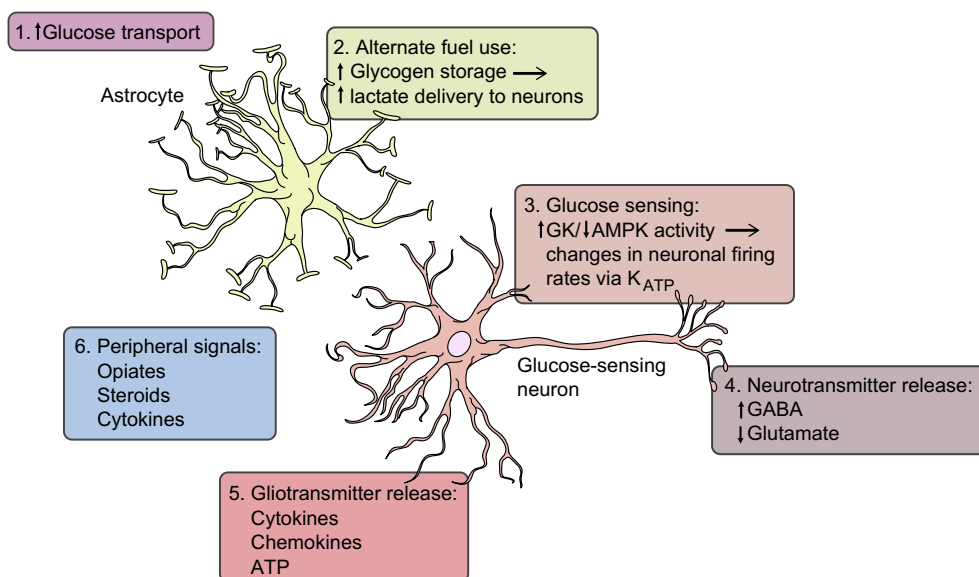 1. ↑Glucose transport
Astrocyte
2. Alternate fuel use:
↑ Glycogen storage →
↑ lactate delivery to neurons
3. Glucose sensing:
↑GK/↓AMPK activity →
changes in neuronal firing
rates via K_ATP
Glucose-sensing
neuron
4. Neurotransmitter release:
↑GABA
↓Glutamate
6. Peripheral signals:
Opiates
Steroids
Cytokines
5. Gliotransmitter release:
Cytokines
Chemokines
ATP